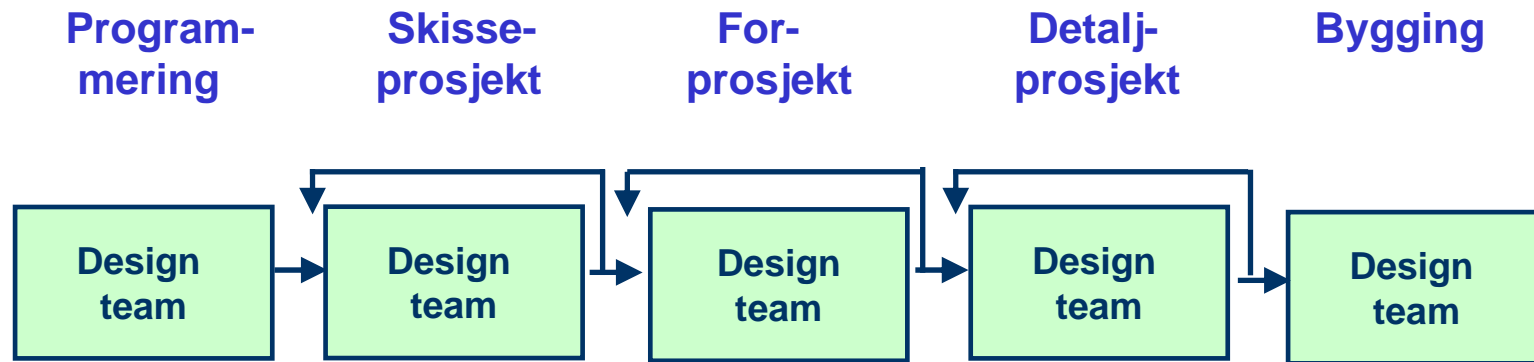 Program-
mering
Skisse-
prosjekt
For-
prosjekt
Detalj-
prosjekt
Bygging
Design
team
Design
team
Design
team
Design
team
Design
team